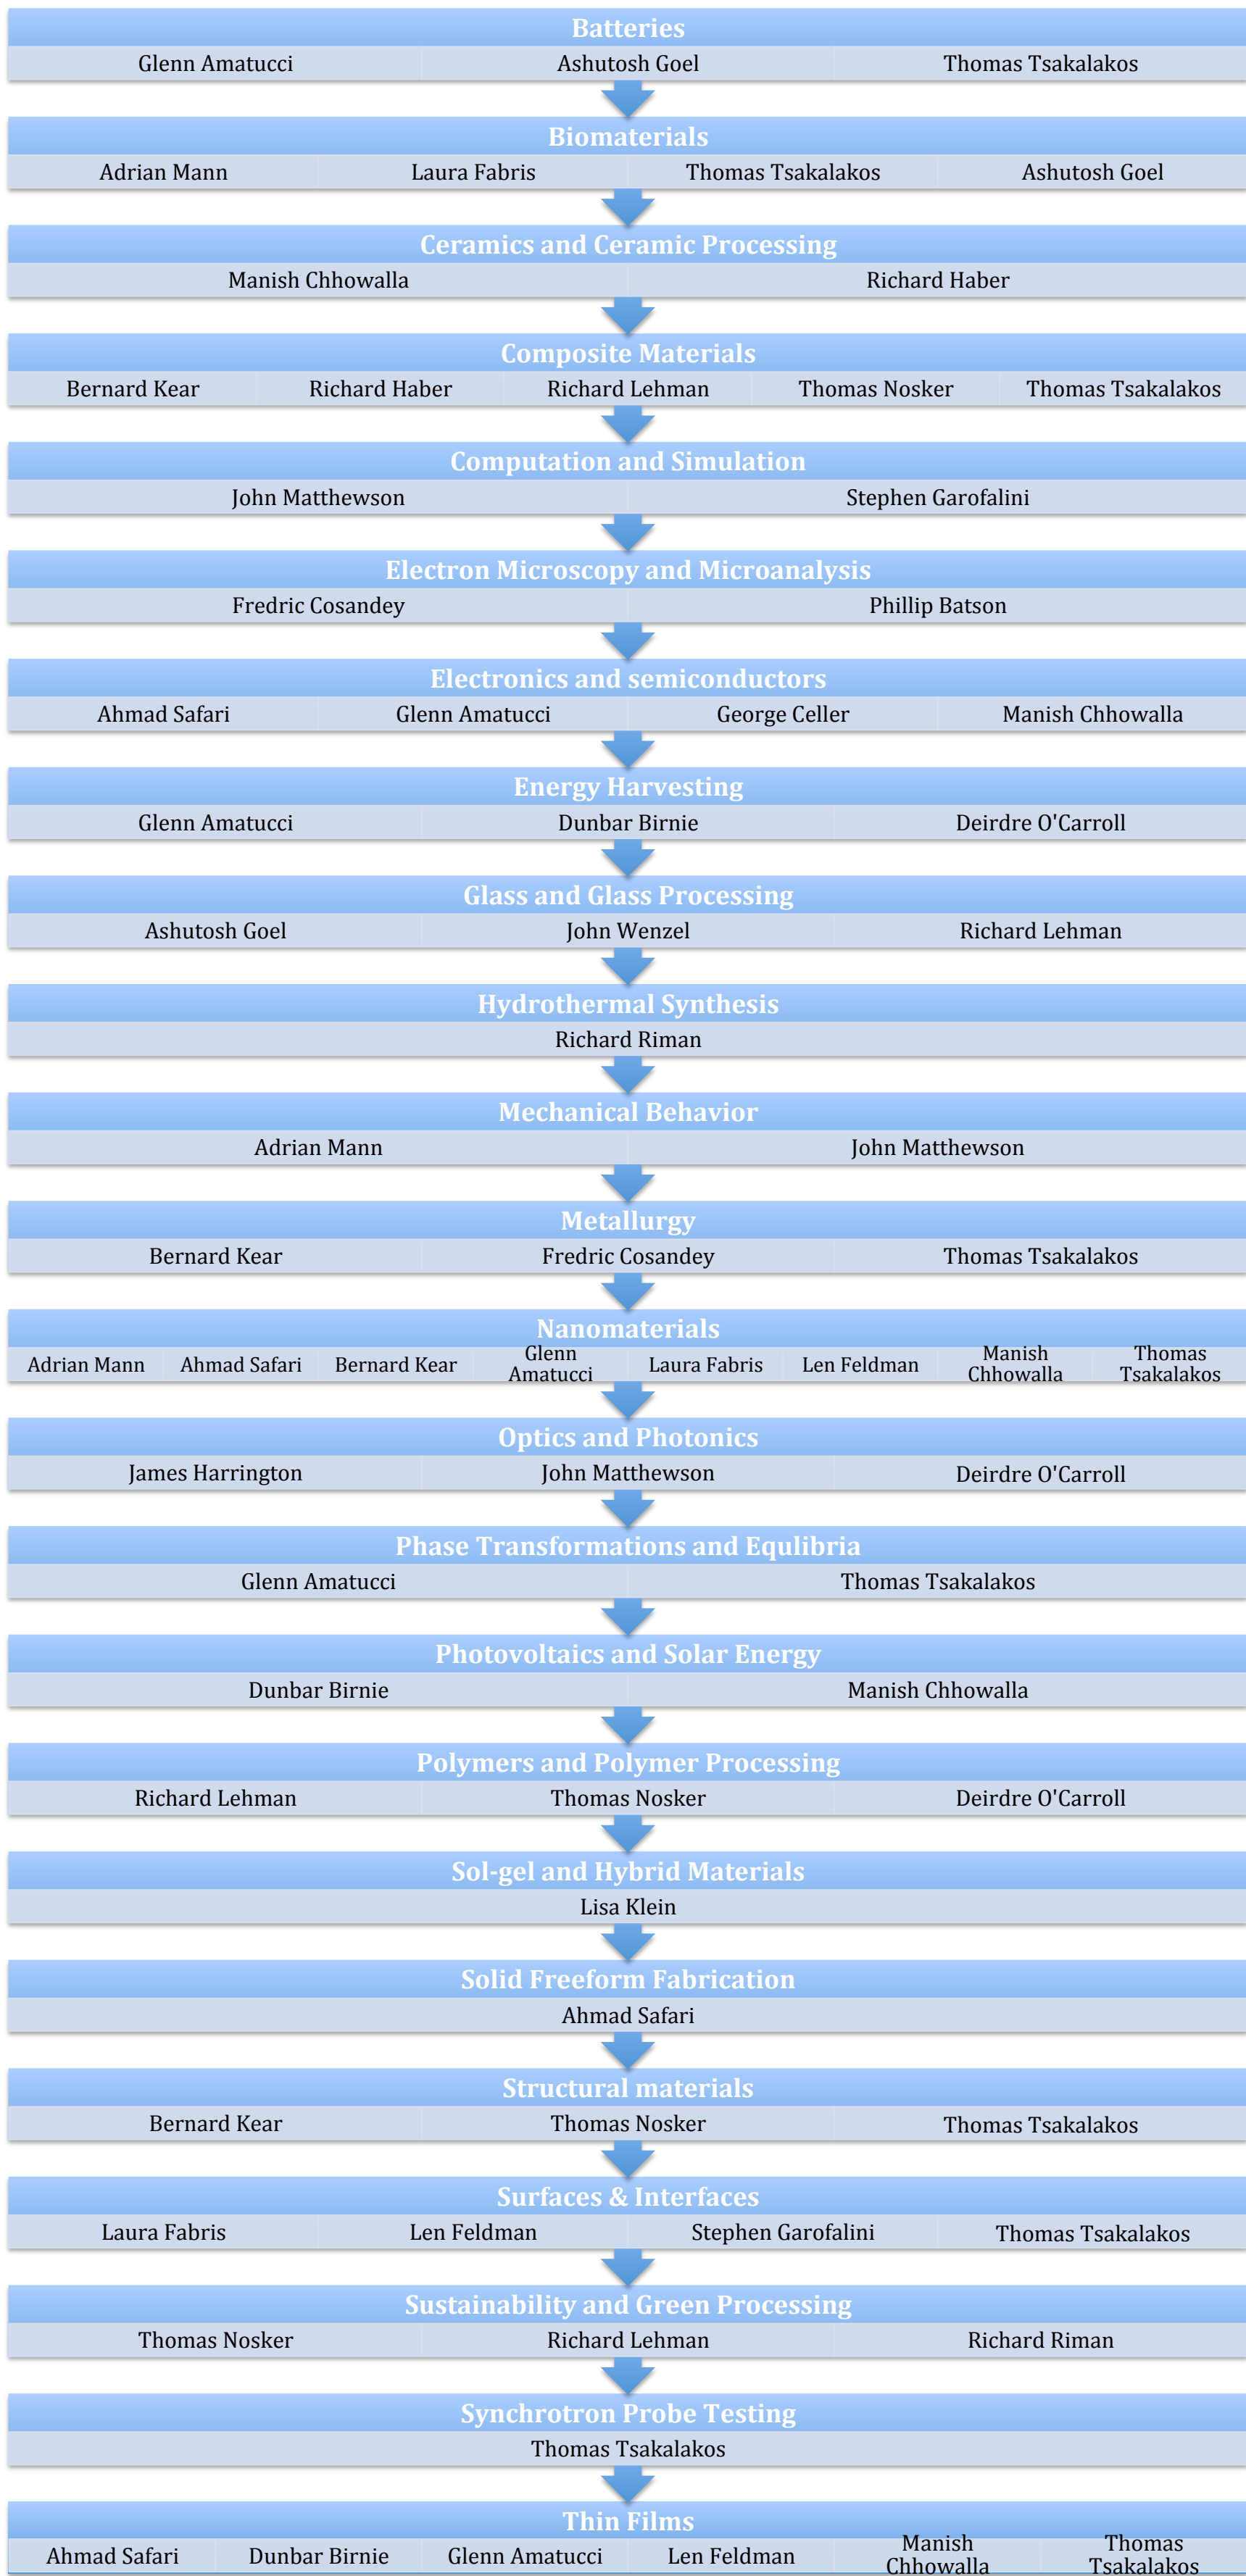 Batteries
Glenn Amatucci Ashutosh Goel Thomas Tsakalakos
Biomaterials
Adrian Mann Laura Fabris Thomas Tsakalakos Ashutosh Goel
Ceramics and Ceramic Processing
Manish Chhowalla Richard Haber
Composite Materials
Bernard Kear Richard Haber Richard Lehman Thomas Nosker Thomas Tsakalakos
Computation and Simulation
John Matthewson Stephen Garofalini
Electron Microscopy and Microanalysis
Fredric Cosandey Phillip Batson
Electronics and semiconductors
Ahmad Safari Glenn Amatucci George Celler Manish Chhowalla
Energy Harvesting
Glenn Amatucci Dunbar Birnie Deirdre O'Carroll
Glass and Glass Processing
Ashutosh Goel John Wenzel Richard Lehman
Hydrothermal Synthesis
Richard Riman
Mechanical Behavior
Adrian Mann John Matthewson
Metallurgy
Bernard Kear Fredric Cosandey Thomas Tsakalakos
Nanomaterials
Adrian Mann Ahmad Safari Bernard Kear Glenn Amatucci Laura Fabris Len Feldman Manish Chhowalla Thomas Tsakalakos
Optics and Photonics
James Harrington John Matthewson Deirdre O'Carroll
Phase Transformations and Equlibria
Glenn Amatucci Thomas Tsakalakos
Photovoltaics and Solar Energy
Dunbar Birnie Manish Chhowalla
Polymers and Polymer Processing
Richard Lehman Thomas Nosker Deirdre O'Carroll
Sol-gel and Hybrid Materials
Lisa Klein
Solid Freeform Fabrication
Ahmad Safari
Structural materials
Bernard Kear Thomas Nosker Thomas Tsakalakos
Surfaces & Interfaces
Laura Fabris Len Feldman Stephen Garofalini Thomas Tsakalakos
Sustainability and Green Processing
Thomas Nosker Richard Lehman Richard Riman
Synchrotron Probe Testing
Thomas Tsakalakos
Thin Films
Ahmad Safari Dunbar Birnie Glenn Amatucci Len Feldman Manish Chhowalla Thomas Tsakalakos